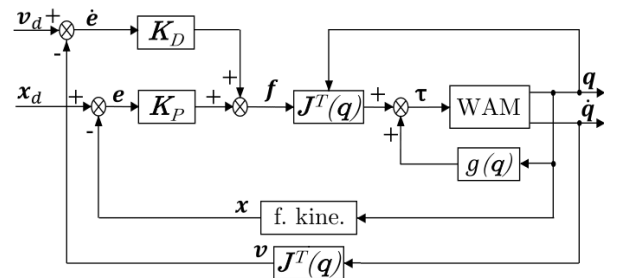 v_d + ė K_D
- +
x_d + e K_P + f J^T(q) + τ WAM q
- + q̇
g(q)
x f. kine.
v J^T(q)